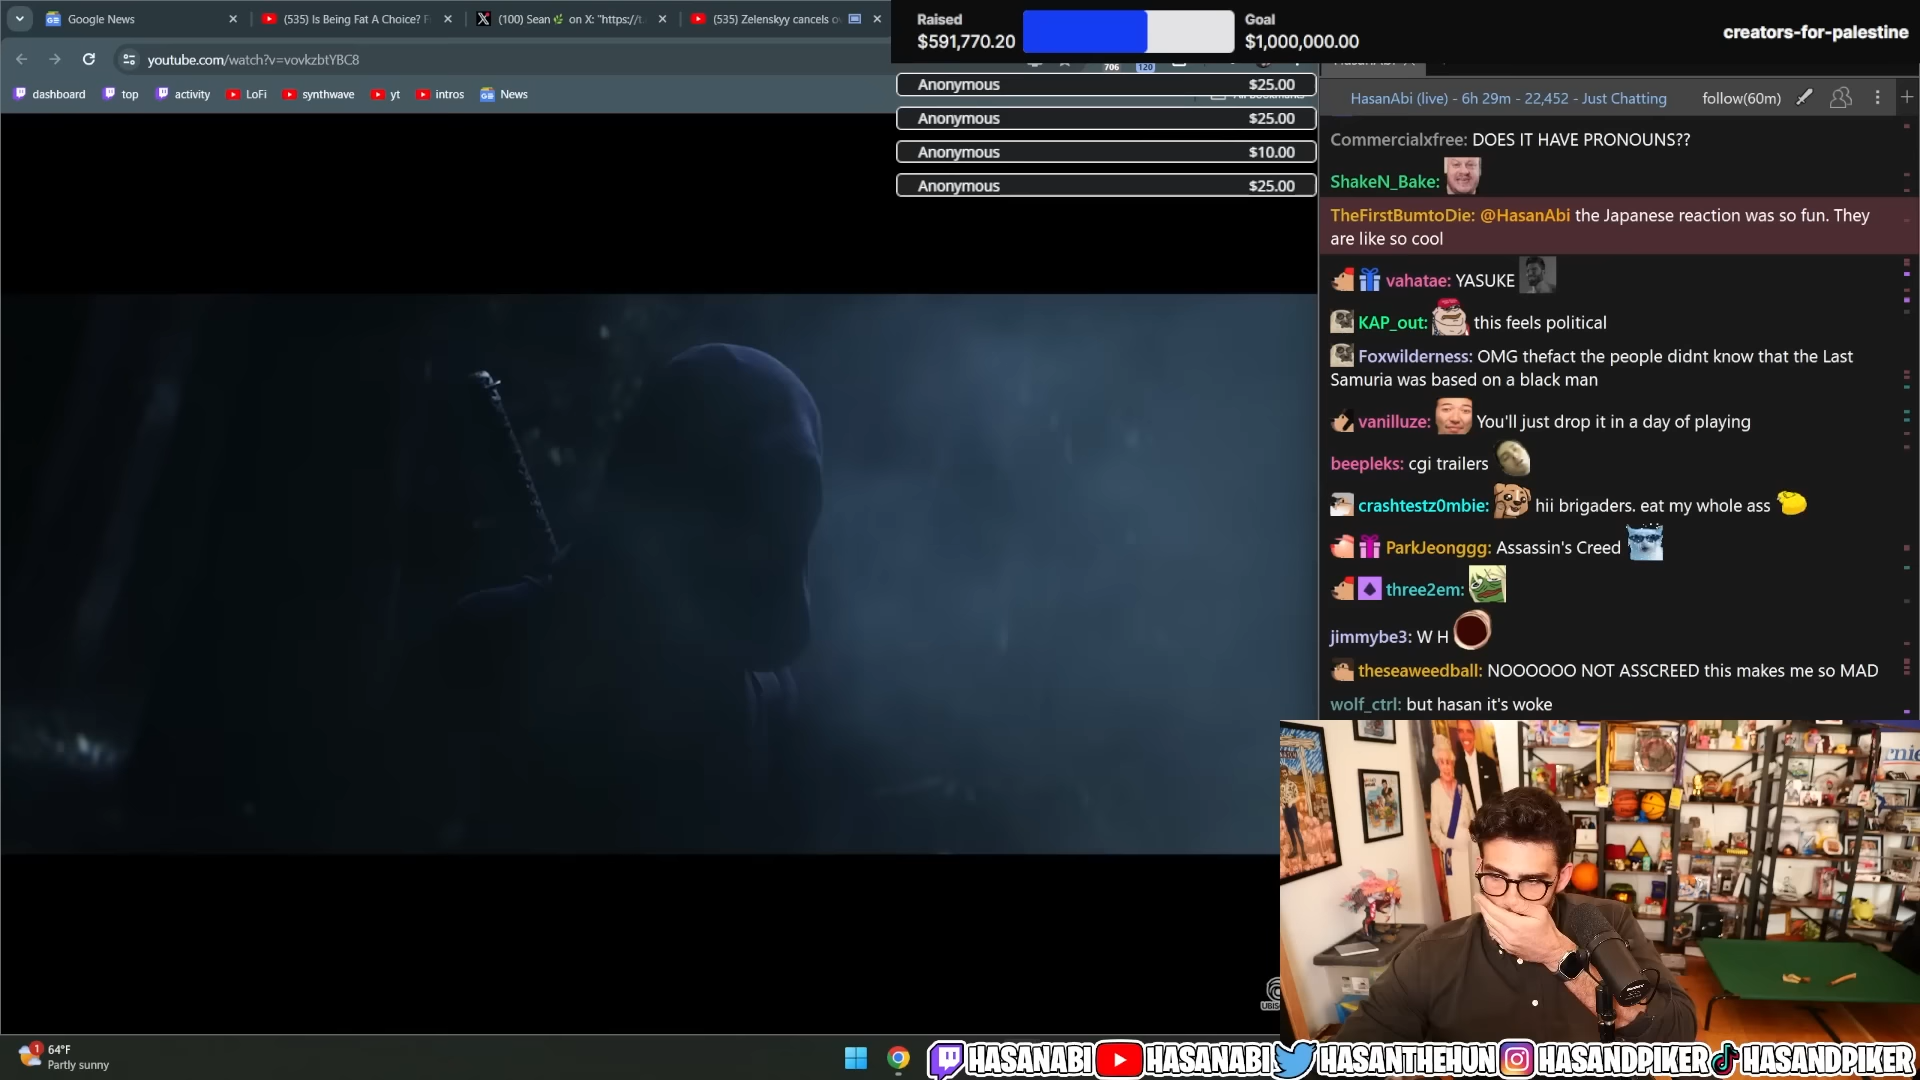 Google News
(535) Is Being Fat A Choice?
(100) Sean on X: "https://t
(535) Zelenskyy cancels
youtube.com/watch?v=vovkzbtYBC8
dashboard
top
activity
LoFi
synthwave
yt
intros
News
Raised
$591,770.20
Goal
$1,000,000.00
creators-for-palestine
706
120
Anonymous $25.00
Anonymous $25.00
Anonymous $10.00
Anonymous $25.00
HasanAbi (live) - 6h 29m - 22,452 - Just Chatting
follow(60m)
Commercialxfree: DOES IT HAVE PRONOUNS??
ShakeN_Bake:
TheFirstBumtoDie: @HasanAbi the Japanese reaction was so fun. They
are like so cool
vahatae: YASUKE
KAP_out: this feels political
Foxwilderness: OMG thefact the people didnt know that the Last
Samuria was based on a black man
vanilluze: You'll just drop it in a day of playing
beepleks: cgi trailers
crashtestz0mbie: hii brigaders. eat my whole ass
ParkJeonggg: Assassin's Creed
three2em:
jimmybe3: W H
theseaweedball: NOOOOOO NOT ASSCREED this makes me so MAD
wolf_ctrl: but hasan it's woke
1
64°F
Partly sunny
HASANABI
HASANABI
HASANTHEHUN
HASANDPIKER
HASANDPIKER